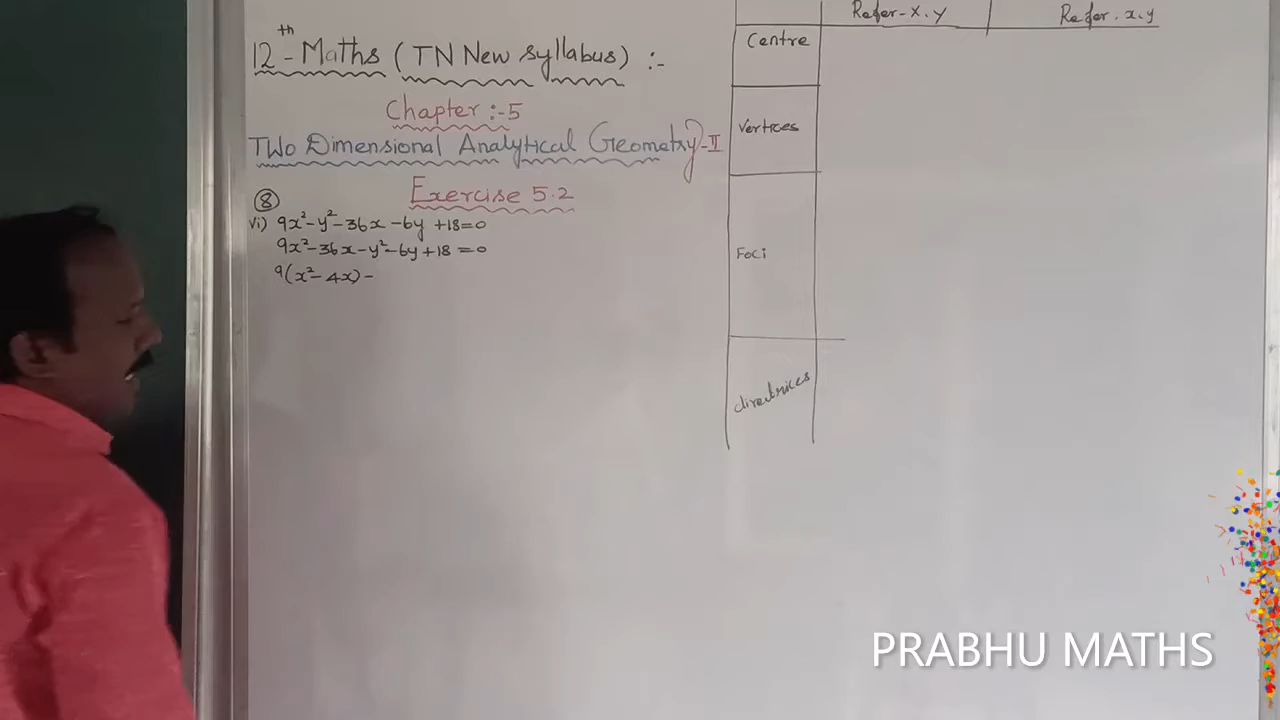 12th - Maths (TN New syllabus) :-
Chapter :- 5
Two Dimensional Analytical Geometry - II
Exercise 5.2
8
vi) 9x² - y² - 36x - 6y + 18 = 0
9x² - 36x - y² - 6y + 18 = 0
9(x² - 4x) -
Refer - X, Y
Refer. x, y
Centre
Vertices
Foci
directrices
PRABHU MATHS